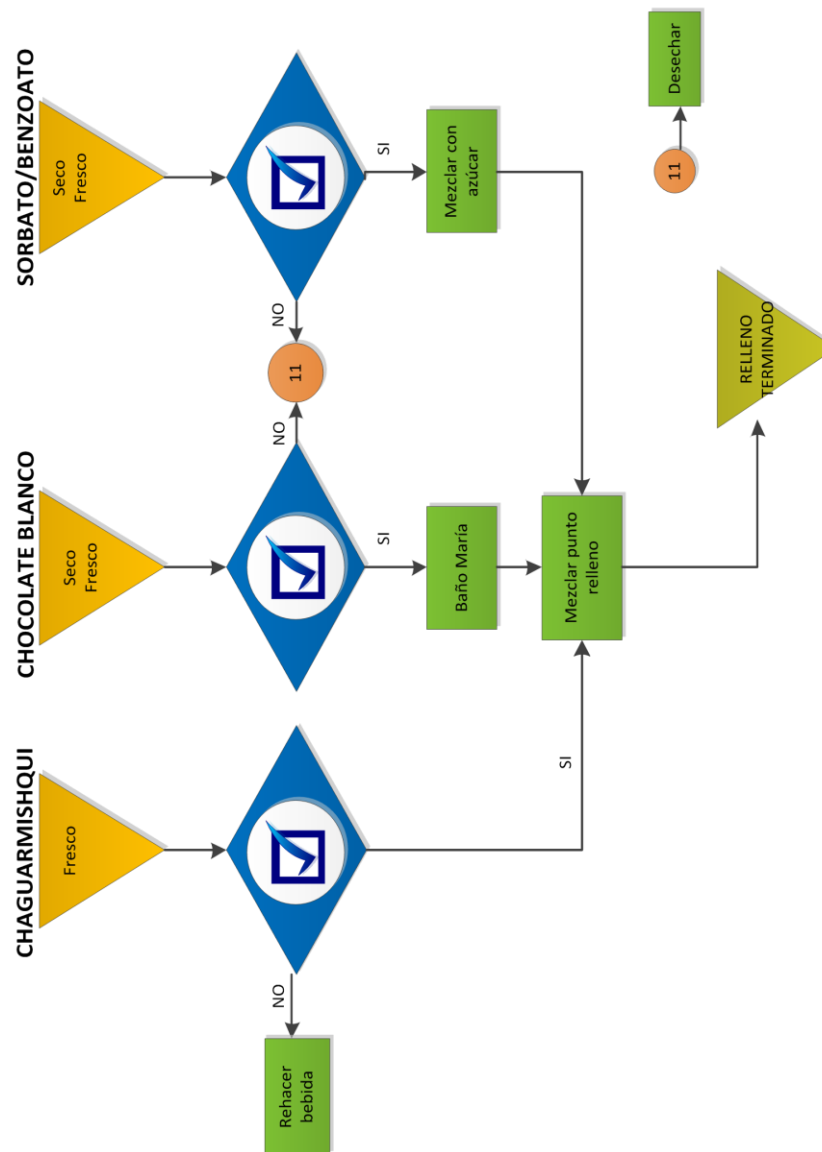 CHAGUARMISHQUI
CHOCOLATE BLANCO
SORBATO/BENZOATO
Fresco
Seco
Fresco
Seco
Fresco
Rehacer
bebida
NO
NO
11
NO
SI
SI
Baño María
Mezclar con
azúcar
SI
Mezclar punto
relleno
11
Desechar
RELLENO
TERMINADO